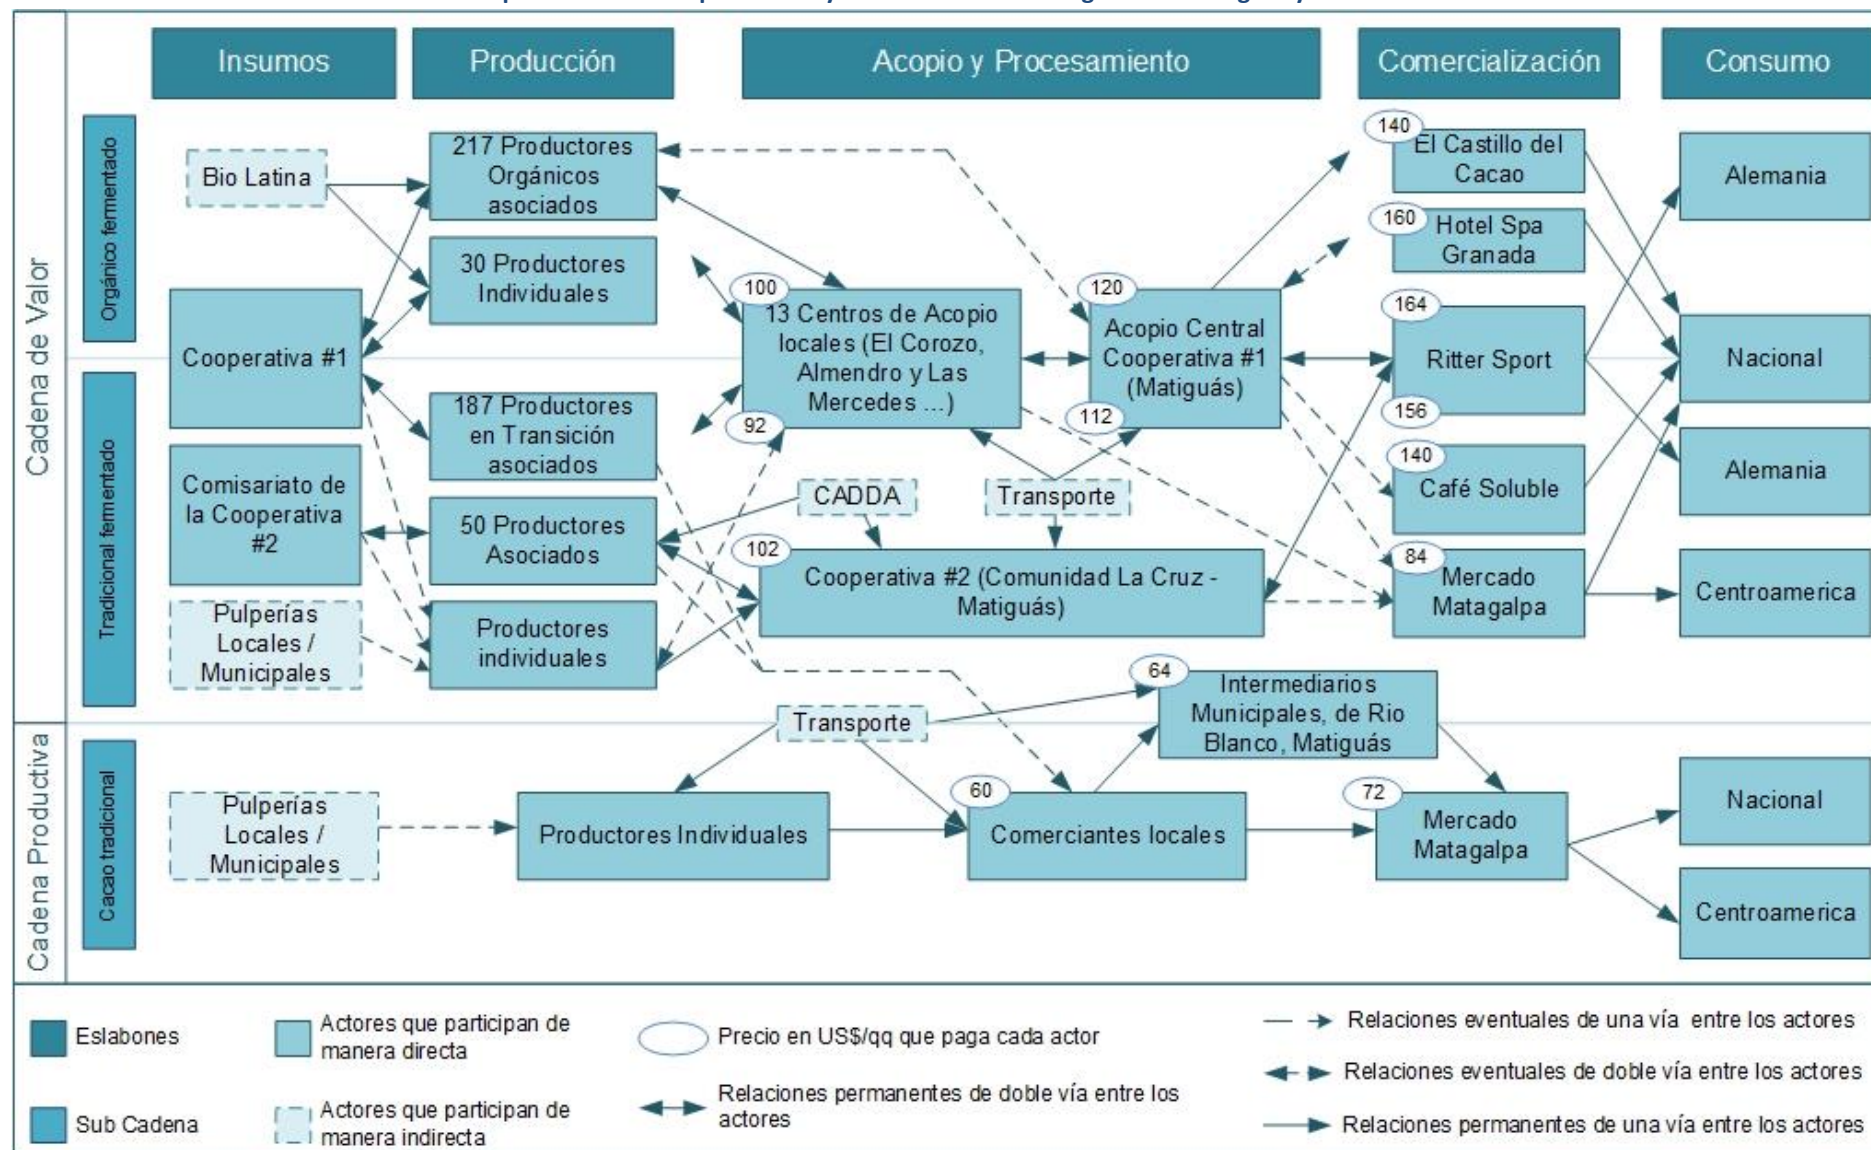 Insumos
Producción
Acopio y Procesamiento
Comercialización
Consumo
Cadena de Valor
Orgánico fermentado
Bio Latina
217 Productores
Orgánicos
asociados
30 Productores
Individuales
Cooperativa #1
100
13 Centros de Acopio
locales (El Corozo,
Almendro y Las
Mercedes ...)
92
120
Acopio Central
Cooperativa #1
(Matiguás)
112
140
El Castillo del
Cacao
160
Hotel Spa
Granada
164
Ritter Sport
156
Alemania
Nacional
Tradicional fermentado
187 Productores
en Transición
asociados
Comisariato de
la Cooperativa
#2
50 Productores
Asociados
Pulperías
Locales /
Municipales
Productores
individuales
CADDA
Transporte
102
Cooperativa #2 (Comunidad La Cruz -
Matiguás)
140
Café Soluble
84
Mercado
Matagalpa
Alemania
Centroamerica
64
Intermediarios
Municipales, de Rio
Blanco, Matiguás
Transporte
Cadena Productiva
Cacao tradicional
Pulperías
Locales /
Municipales
Productores Individuales
60
Comerciantes locales
72
Mercado
Matagalpa
Nacional
Centroamerica
Eslabones
Sub Cadena
Actores que participan de
manera directa
Actores que participan de
manera indirecta
Precio en US$/qq que paga cada actor
Relaciones permanentes de doble vía entre los
actores
Relaciones eventuales de una vía entre los actores
Relaciones eventuales de doble vía entre los actores
Relaciones permanentes de una vía entre los actores